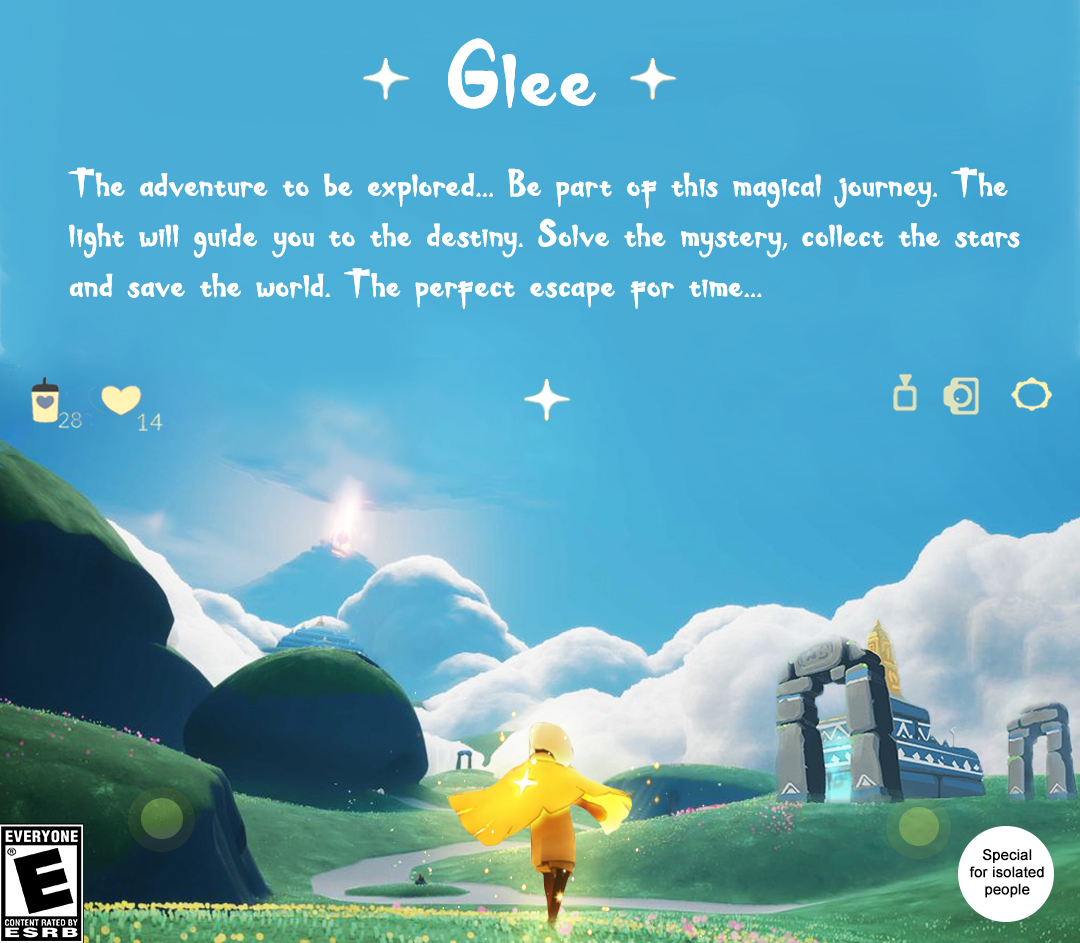 Glee
The adventure to be explored... Be part of this magical journey. The
light will guide you to the destiny. Solve the mystery, collect the stars
and save the world. The perfect escape for time...
28
14
EVERYONE
E
®
CONTENT RATED BY
ESRB
Special
for isolated
people